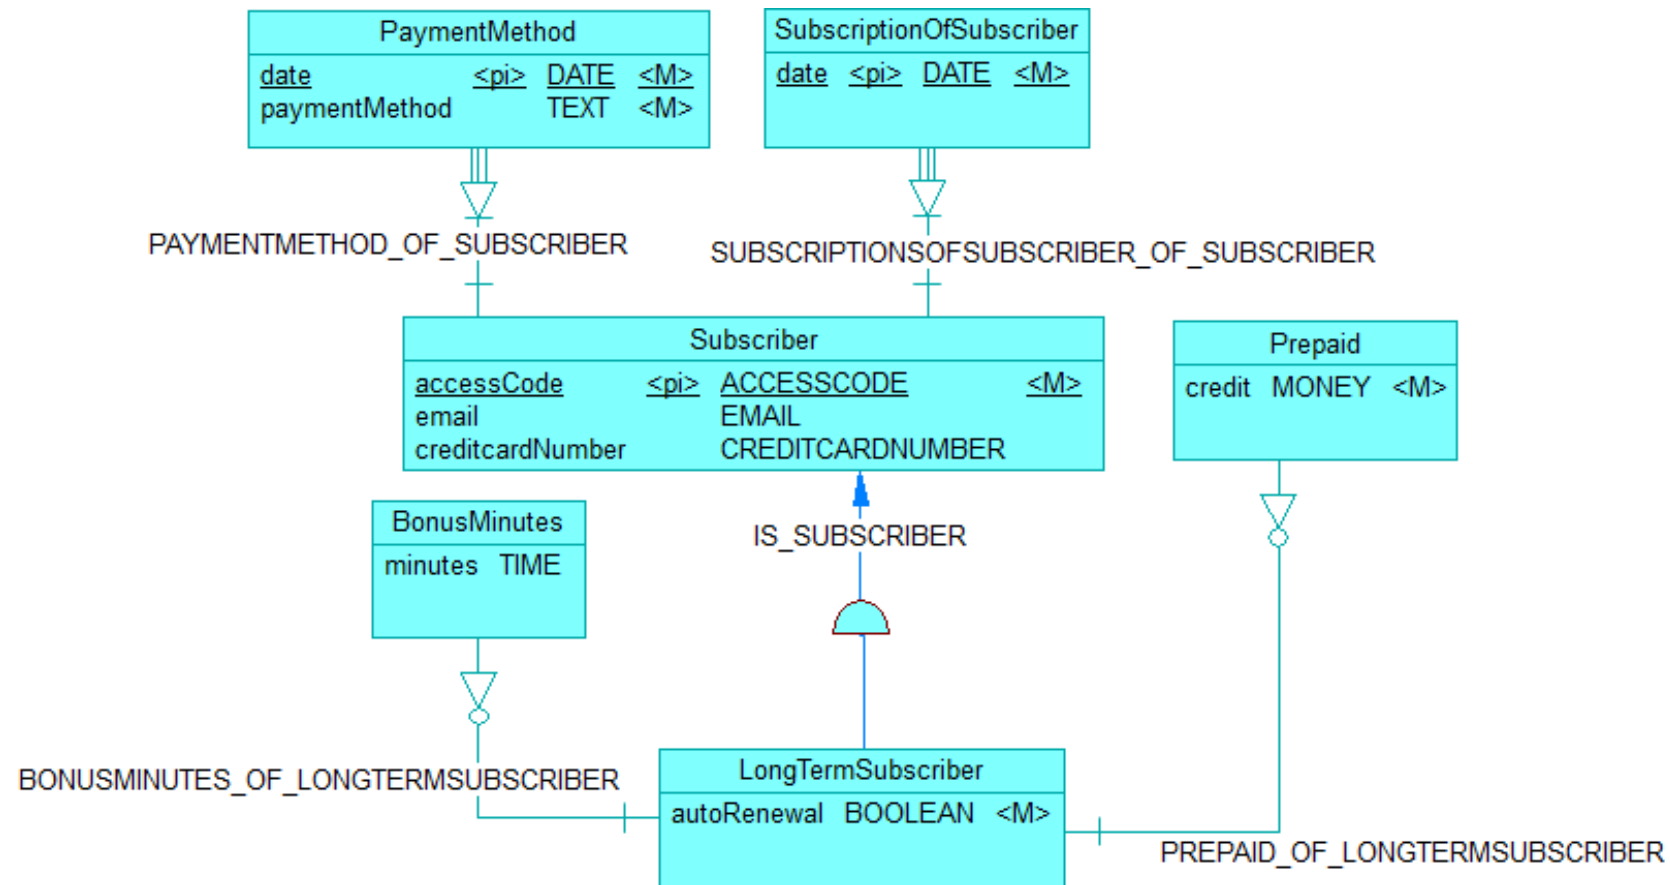 PaymentMethod
date <pi> DATE <M>
paymentMethod TEXT <M>
SubscriptionOfSubscriber
date <pi> DATE <M>
PAYMENTMETHOD_OF_SUBSCRIBER
SUBSCRIPTIONSOFSUBSCRIBER_OF_SUBSCRIBER
Subscriber
accessCode <pi> ACCESSCODE <M>
email EMAIL
creditcardNumber CREDITCARDNUMBER
Prepaid
credit MONEY <M>
BonusMinutes
minutes TIME
IS_SUBSCRIBER
BONUSMINUTES_OF_LONGTERMSUBSCRIBER
LongTermSubscriber
autoRenewal BOOLEAN <M>
PREPAID_OF_LONGTERMSUBSCRIBER